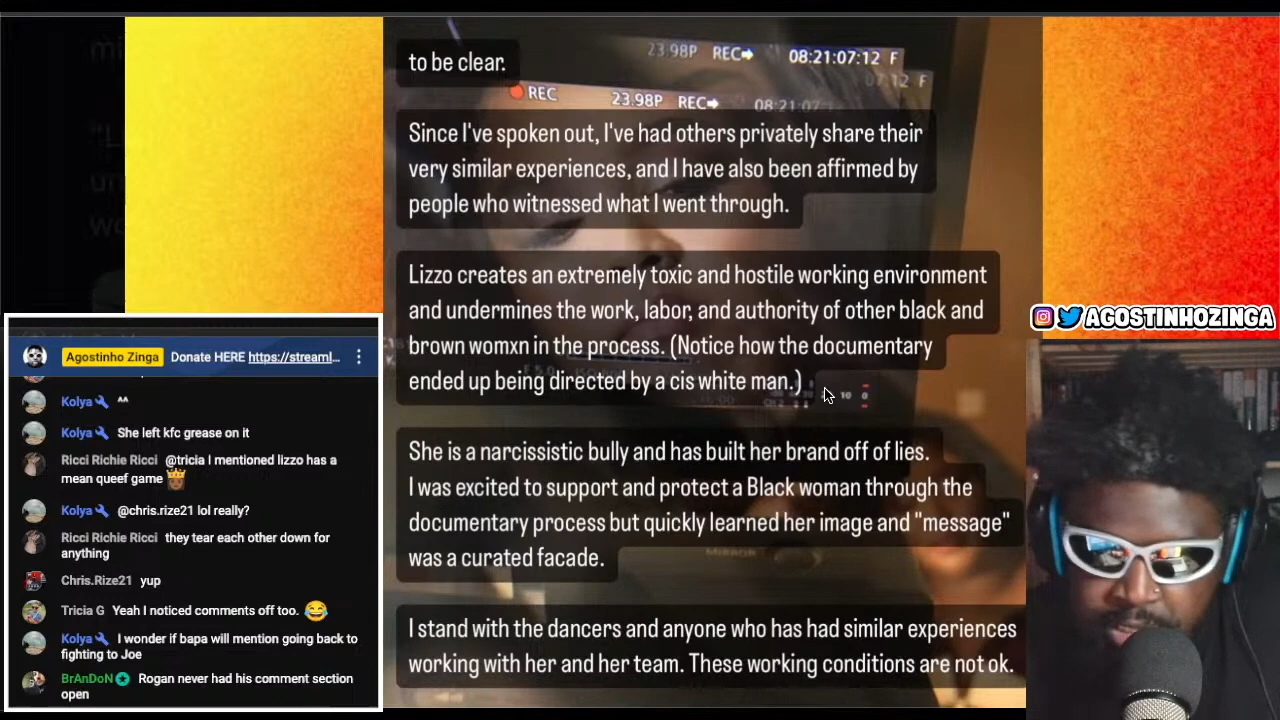 to be clear.
23.98P REC 08:21:07:12 F
07:12 F
REC 23.98P REC 08:21:07
Since I've spoken out, I've had others privately share their
very similar experiences, and I have also been affirmed by
people who witnessed what I went through.
Lizzo creates an extremely toxic and hostile working environment
and undermines the work, labor, and authority of other black and
brown womxn in the process. (Notice how the documentary
ended up being directed by a cis white man.)
10 0
She is a narcissistic bully and has built her brand off of lies.
I was excited to support and protect a Black woman through the
documentary process but quickly learned her image and "message"
was a curated facade.
MIRROR
I stand with the dancers and anyone who has had similar experiences
working with her and her team. These working conditions are not ok.
AGOSTINHOZINGA
Agostinho Zinga Donate HERE https://streaml...
Kolya ^^
Kolya She left kfc grease on it
Ricci Richie Ricci @tricia I mentioned lizzo has a
mean queef game
Kolya @chris.rize21 lol really?
Ricci Richie Ricci they tear each other down for
anything
Chris.Rize21 yup
Tricia G Yeah I noticed comments off too.
Kolya I wonder if bapa will mention going back to
fighting to Joe
BrAnDoN Rogan never had his comment section
open